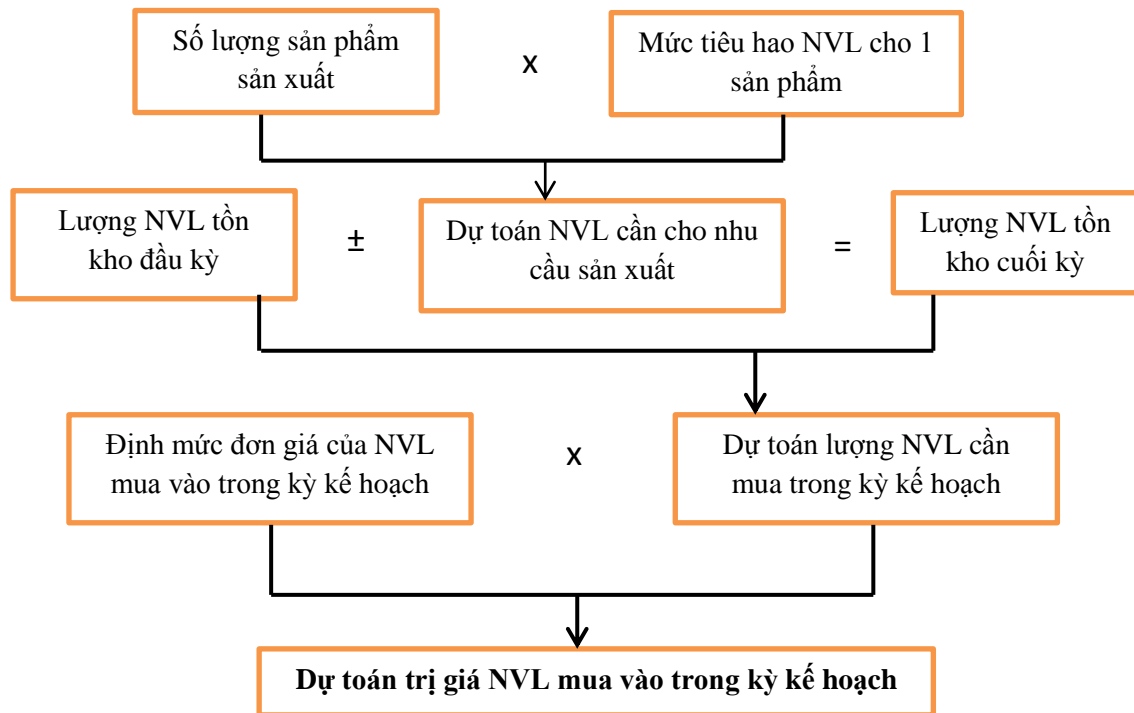 Số lượng sản phẩm
sản xuất
x
Mức tiêu hao NVL cho 1
sản phẩm
Lượng NVL tồn
kho đầu kỳ
±
Dự toán NVL cần cho nhu
cầu sản xuất
=
Lượng NVL tồn
kho cuối kỳ
Định mức đơn giá của NVL
mua vào trong kỳ kế hoạch
x
Dự toán lượng NVL cần
mua trong kỳ kế hoạch
Dự toán trị giá NVL mua vào trong kỳ kế hoạch